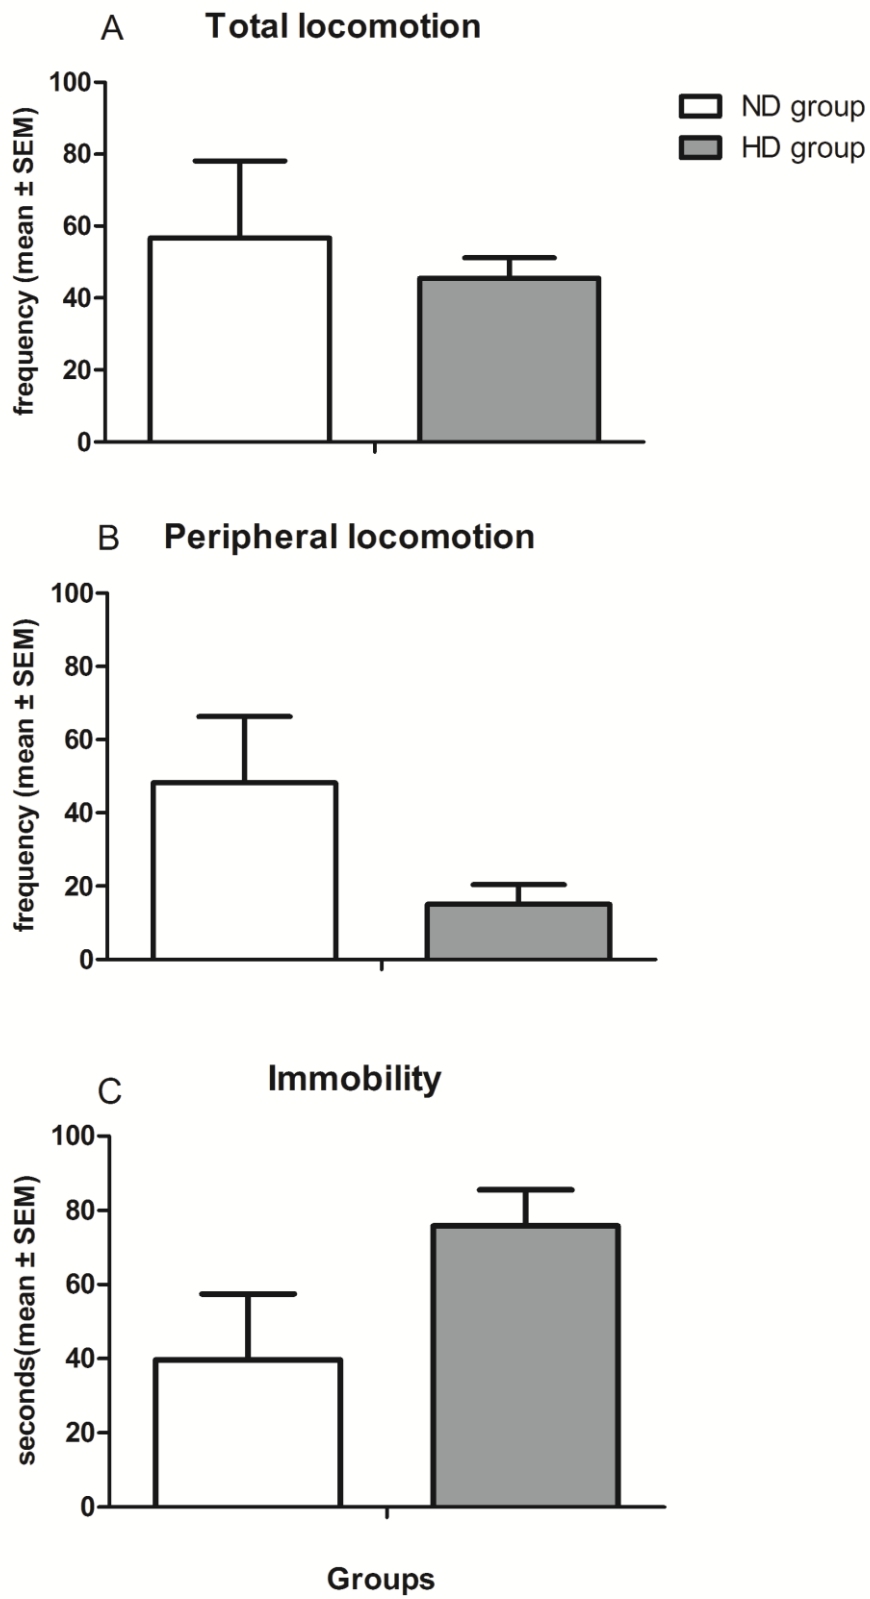 A
Total locomotion
ND group
HD group
frequency (mean ± SEM)
100
80
60
40
20
0
B
Peripheral locomotion
frequency (mean ± SEM)
100
80
60
40
20
0
C
Immobility
seconds(mean ± SEM)
100
80
60
40
20
0
Groups